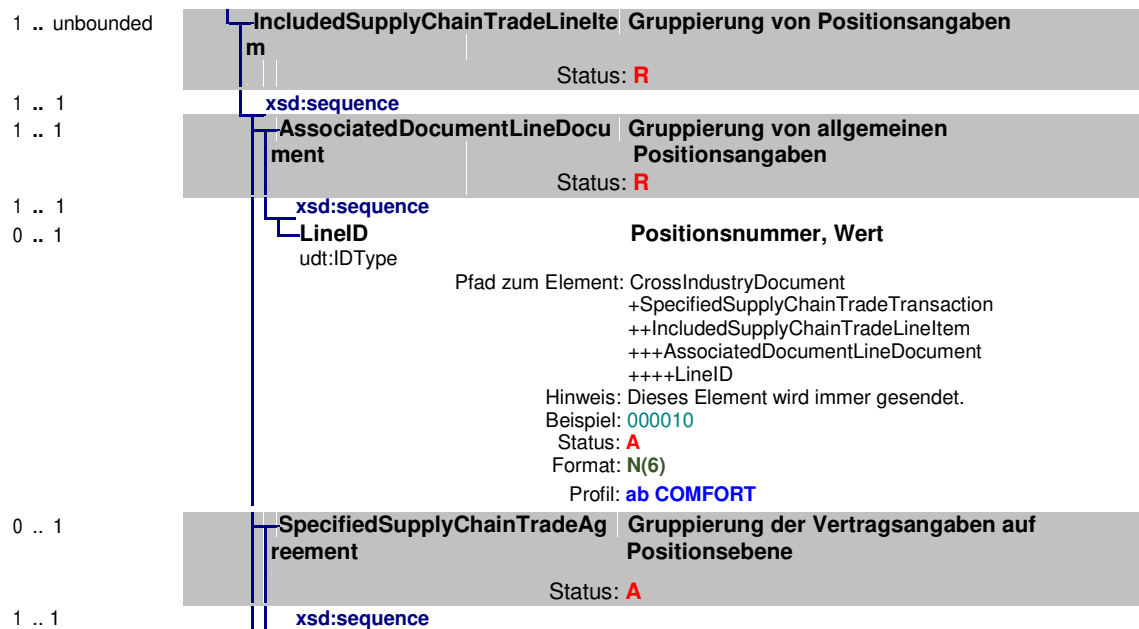 1 .. unbounded IncludedSupplyChainTradeLineIte Gruppierung von Positionsangaben
m
Status: R
1 .. 1 xsd:sequence
1 .. 1 AssociatedDocumentLineDocu Gruppierung von allgemeinen
ment Positionsangaben
Status: R
1 .. 1 xsd:sequence
0 .. 1 LineID Positionsnummer, Wert
udt:IDType
Pfad zum Element: CrossIndustryDocument
+SpecifiedSupplyChainTradeTransaction
++IncludedSupplyChainTradeLineItem
+++AssociatedDocumentLineDocument
++++LineID
Hinweis: Dieses Element wird immer gesendet.
Beispiel: 000010
Status: A
Format: N(6)
Profil: ab COMFORT
0 .. 1 SpecifiedSupplyChainTradeAg Gruppierung der Vertragsangaben auf
reement Positionsebene
Status: A
1 .. 1 xsd:sequence